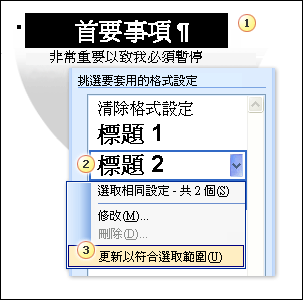 首要事項¶
1
非常重要以致我必須暫停
挑選要套用的格式設定
清除格式設定
標題 1
2
標題 2
選取相同設定 - 共 2 個(S)
修改(M)...
刪除(D)...
3
更新以符合選取範圍(U)